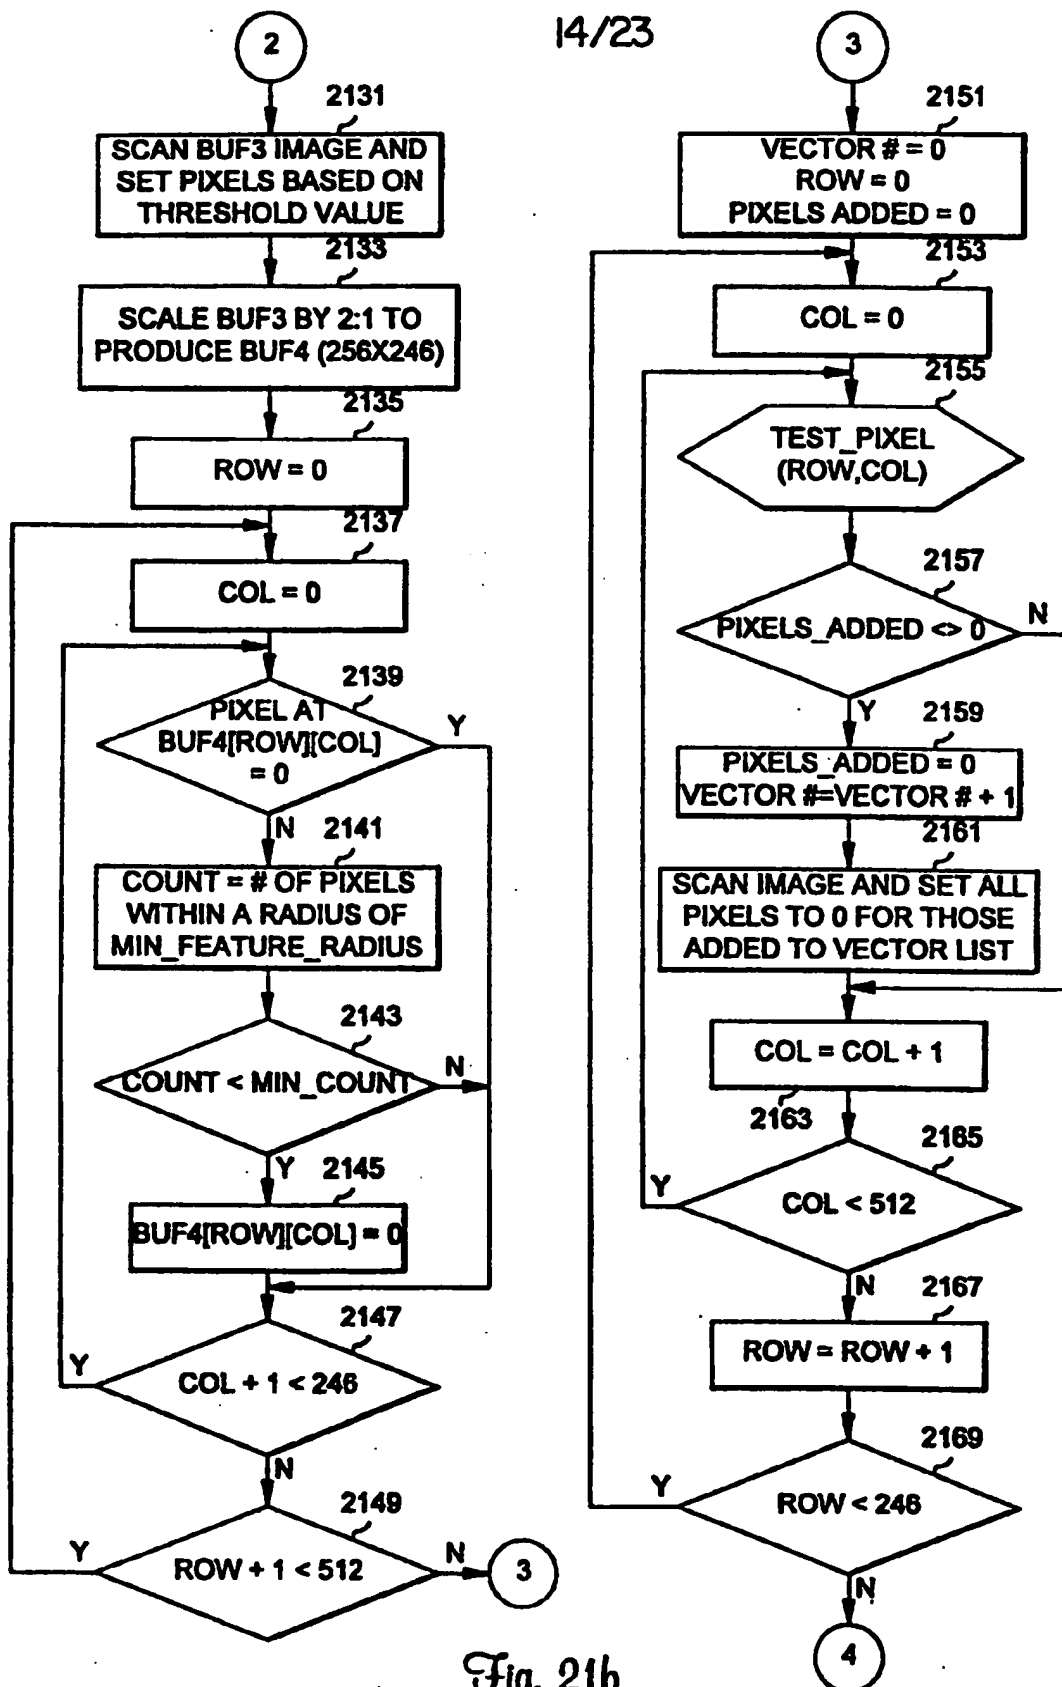 14/23
2
2131
SCAN BUF3 IMAGE AND
SET PIXELS BASED ON
THRESHOLD VALUE
2133
SCALE BUF3 BY 2:1 TO
PRODUCE BUF4 (256X246)
2135
ROW = 0
2137
COL = 0
2139
PIXEL AT
BUF4[ROW][COL]
= 0
Y
N
2141
COUNT = # OF PIXELS
WITHIN A RADIUS OF
MIN_FEATURE_RADIUS
2143
COUNT < MIN_COUNT
N
Y
2145
BUF4[ROW][COL] = 0
2147
Y
COL + 1 < 246
N
2149
Y
ROW + 1 < 512
N
3
3
2151
VECTOR # = 0
ROW = 0
PIXELS ADDED = 0
2153
COL = 0
2155
TEST_PIXEL
(ROW,COL)
2157
PIXELS_ADDED <> 0
N
Y
2159
PIXELS_ADDED = 0
VECTOR #=VECTOR # + 1
2161
SCAN IMAGE AND SET ALL
PIXELS TO 0 FOR THOSE
ADDED TO VECTOR LIST
COL = COL + 1
2163
2165
Y
COL < 512
N
2167
ROW = ROW + 1
2169
Y
ROW < 246
N
4
Fig. 21b